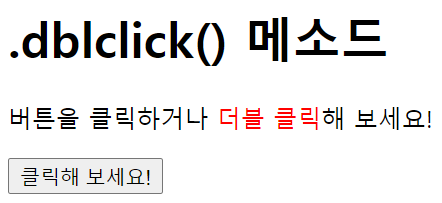 .dblclick() 메소드
버튼을 클릭하거나 더블 클릭해 보세요!
클릭해 보세요!